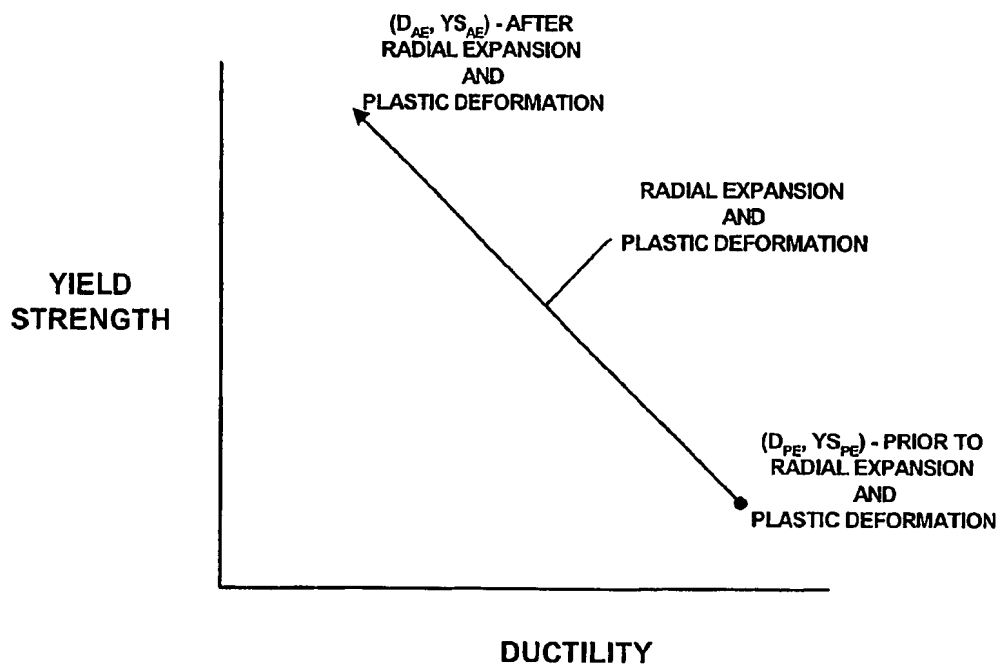 (D_AE, YS_AE) - AFTER
RADIAL EXPANSION
AND
PLASTIC DEFORMATION
RADIAL EXPANSION
AND
PLASTIC DEFORMATION
YIELD
STRENGTH
(D_PE, YS_PE) - PRIOR TO
RADIAL EXPANSION
AND
PLASTIC DEFORMATION
DUCTILITY